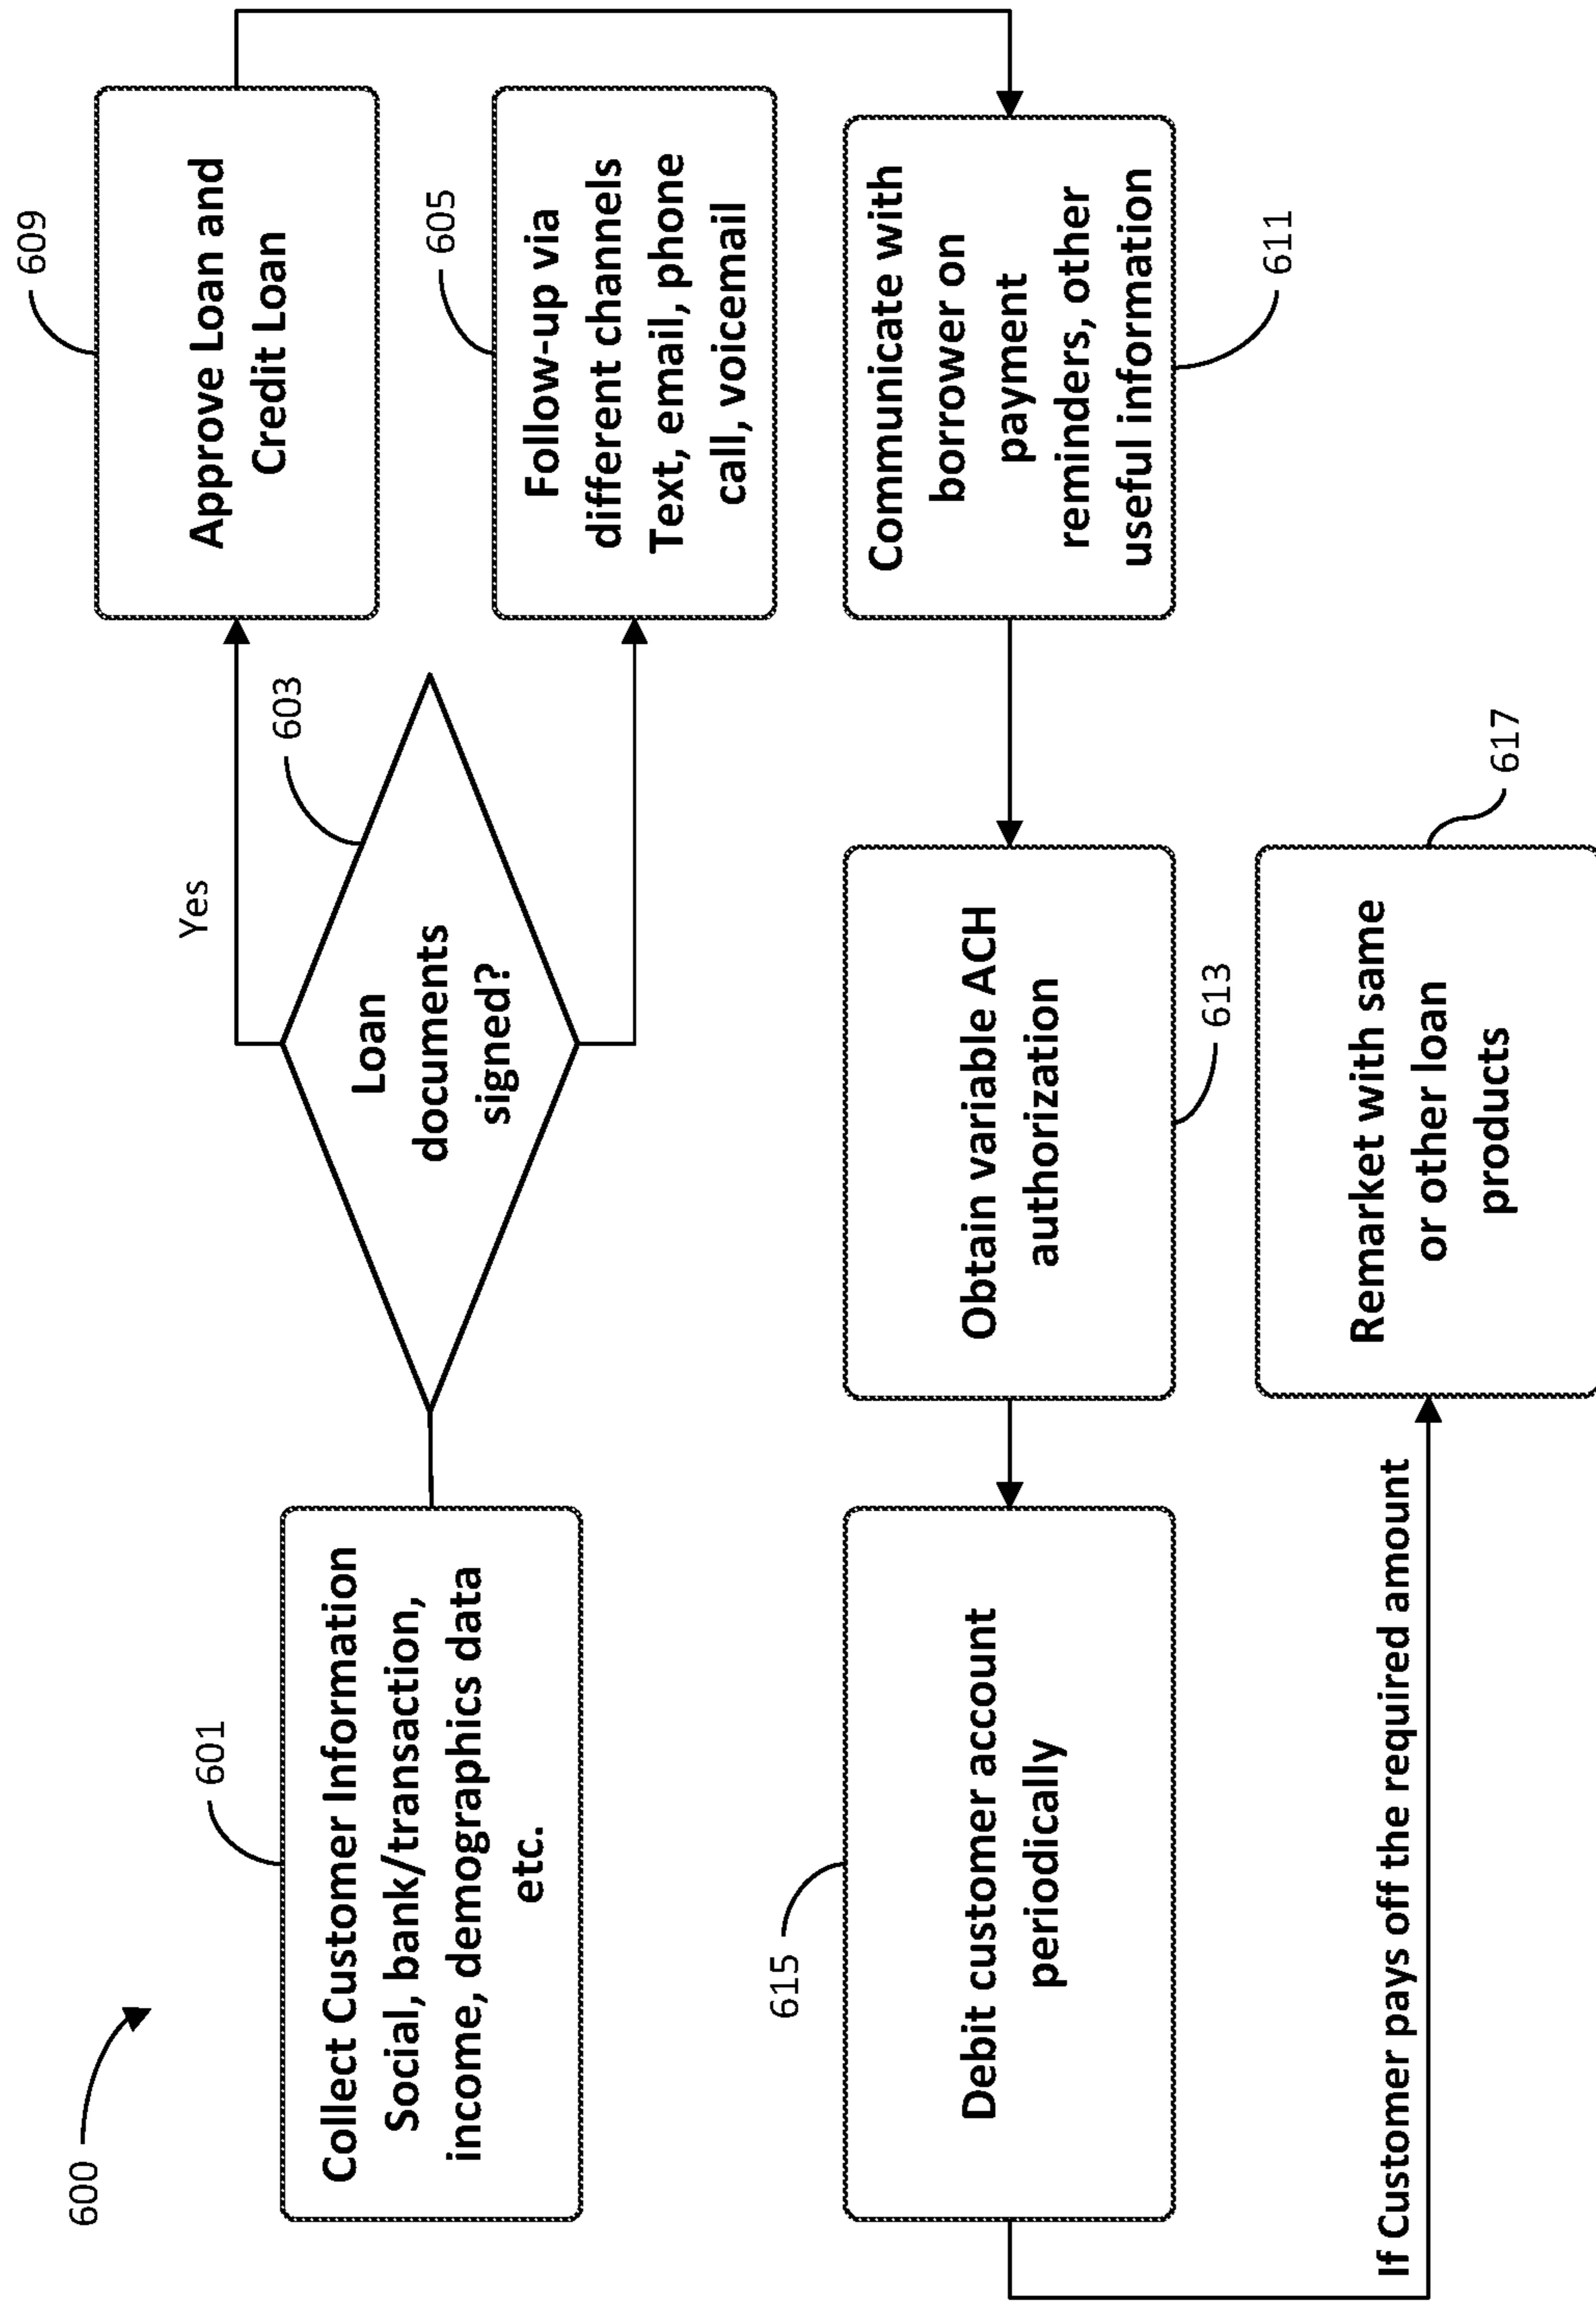 600
601
Collect Customer Information
Social, bank/transaction,
income, demographics data
etc.
603
Loan
documents
signed?
Yes
609
Approve Loan and
Credit Loan
605
Follow-up via
different channels
Text, email, phone
call, voicemail
Communicate with
borrower on
payment
reminders, other
useful information
611
Obtain variable ACH
authorization
613
615
Debit customer account
periodically
If Customer pays off the required amount
Remarket with same
or other loan
products
617